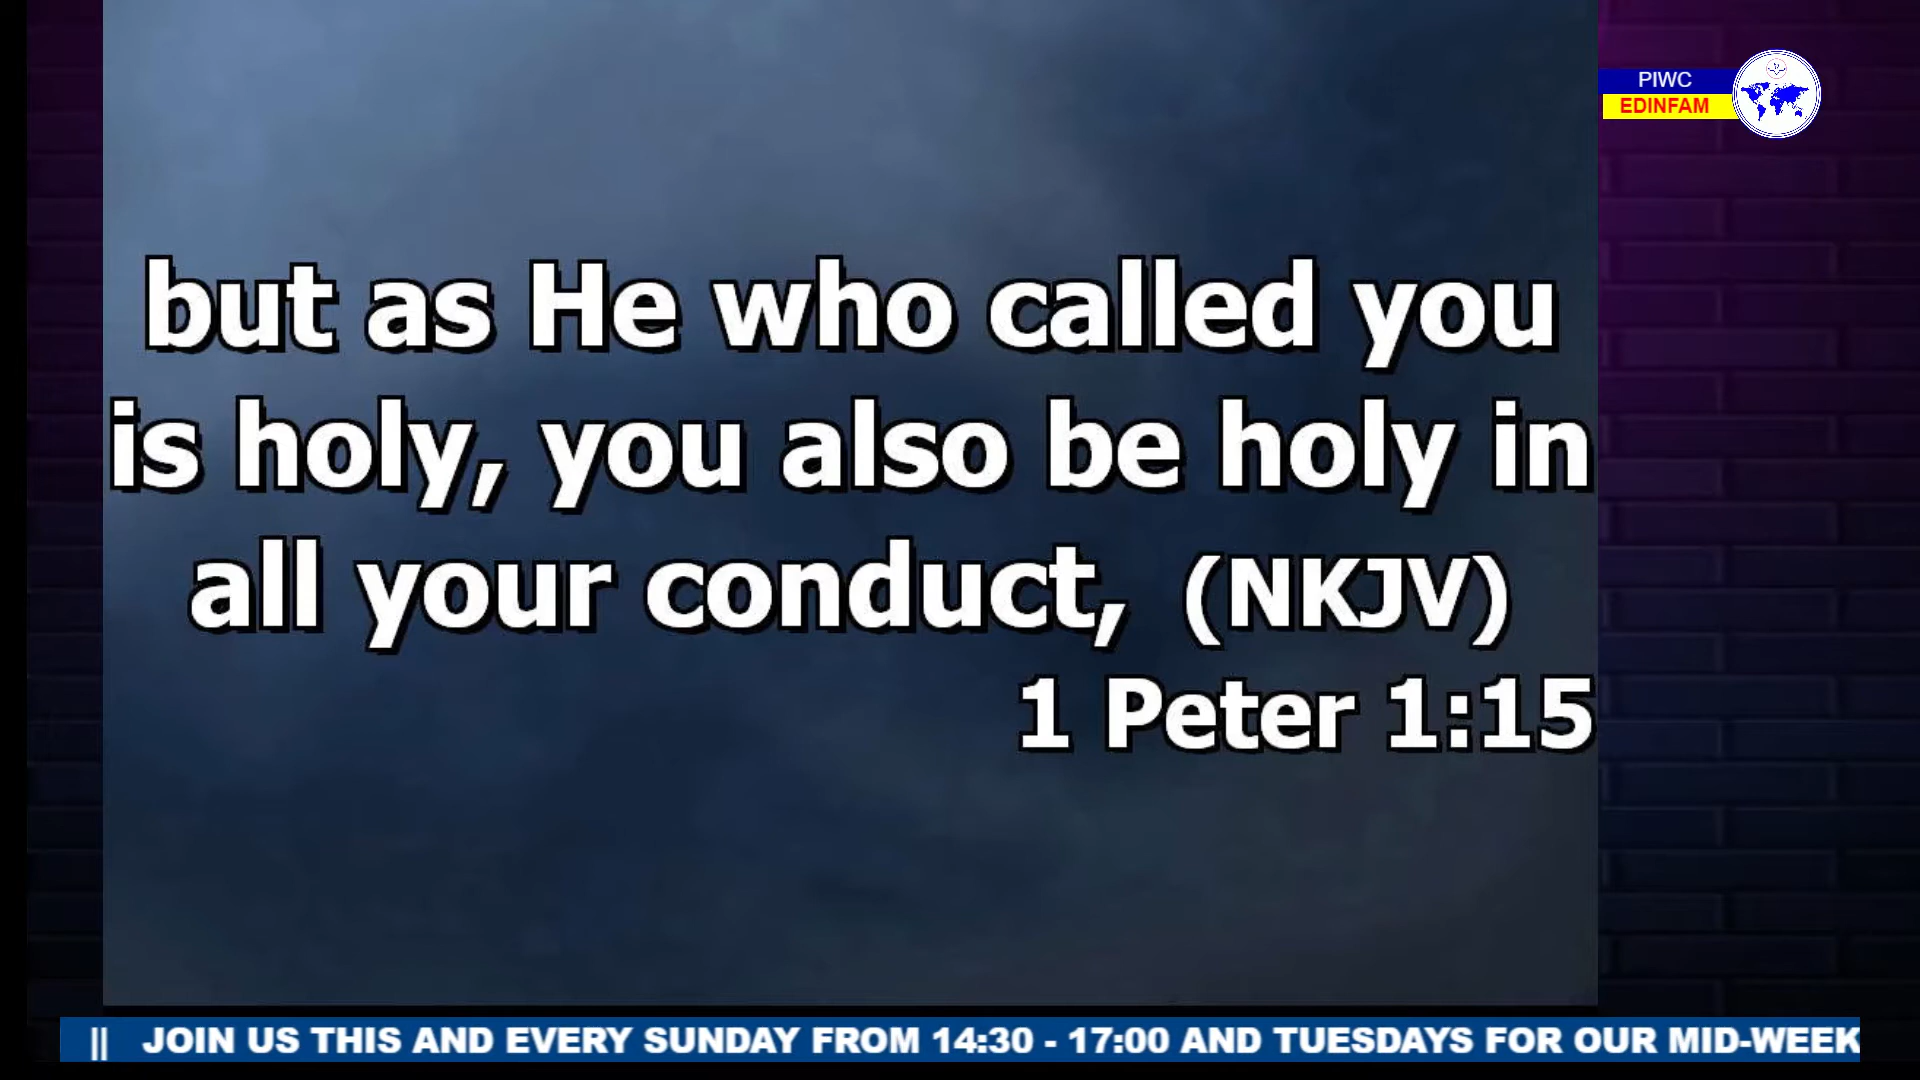 PIWC
EDINFAM
but as He who called you
is holy, you also be holy in
all your conduct, (NKJV)
1 Peter 1:15
|| JOIN US THIS AND EVERY SUNDAY FROM 14:30 - 17:00 AND TUESDAYS FOR OUR MID-WEEK